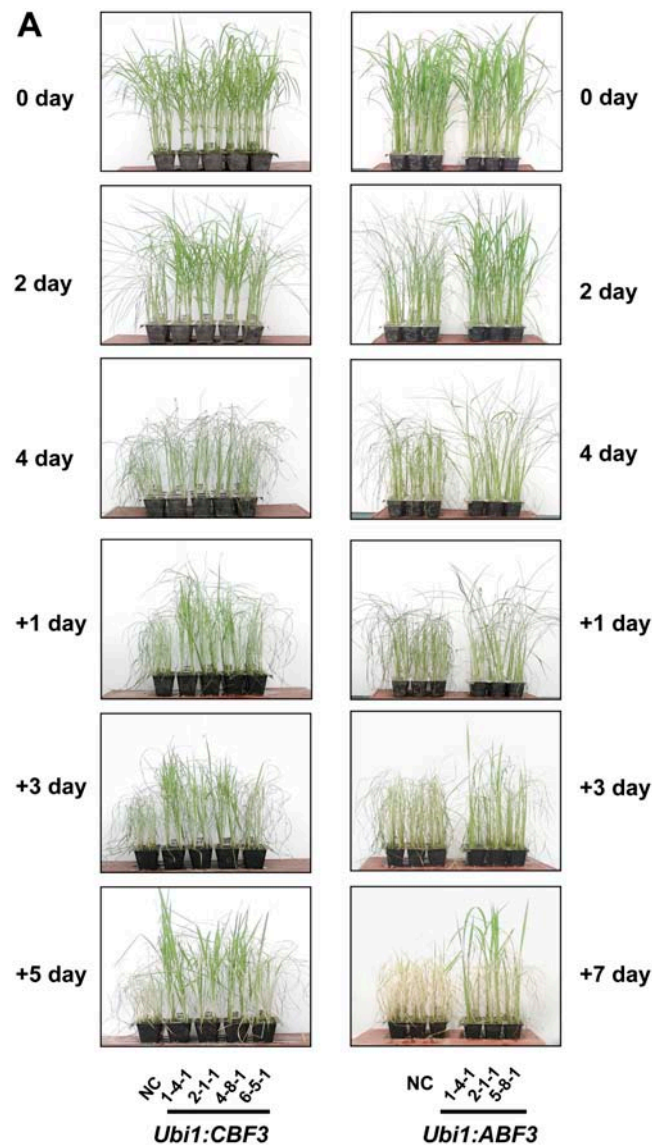 A
0 day
0 day
2 day
2 day
4 day
4 day
+1 day
+1 day
+3 day
+3 day
+5 day
+7 day
NC 1-4-1 2-1-1 4-8-1 6-5-1
NC 1-4-1 2-1-1 5-8-1
Ubi1:CBF3
Ubi1:ABF3